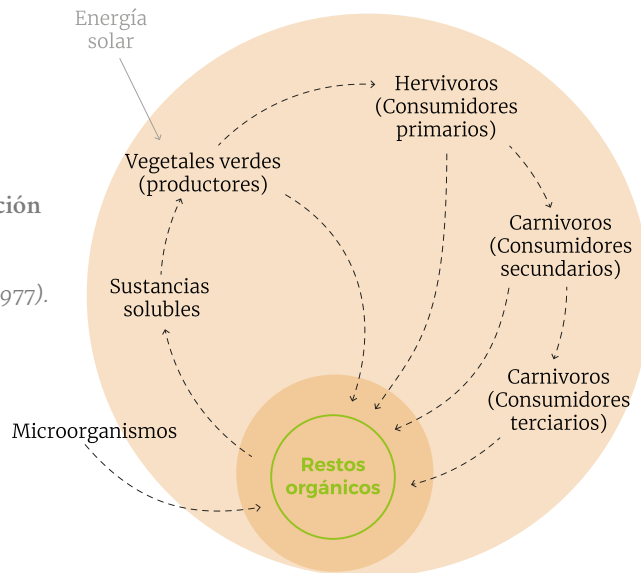 Energía
solar
Hervivoros
(Consumidores
primarios)
Vegetales verdes
(productores)
ción
Carnivoros
(Consumidores
secundarios)
Sustancias
solubles
977).
Carnivoros
(Consumidores
terciarios)
Microorganismos
Restos
orgánicos